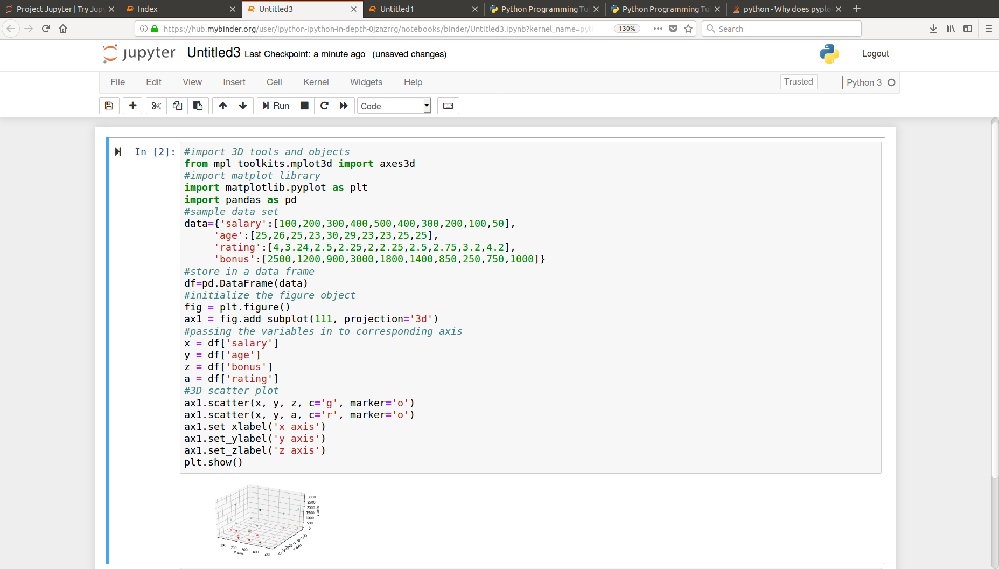 Project Jupyter | Try Jup
Index
Untitled3
Untitled1
Python Programming Tu
Python Programming Tu
python - Why does pyplo
https://hub.mybinder.org/user/ipython-ipython-in-depth-0jznzrrg/notebooks/binder/Untitled3.ipynb?kernel_name=pyth
130%
Search
jupyter
Untitled3 Last Checkpoint: a minute ago (unsaved changes)
Logout
File Edit View Insert Cell Kernel Widgets Help
Trusted
Python 3
Run
Code
In [2]:
#import 3D tools and objects
from mpl_toolkits.mplot3d import axes3d
#import matplot library
import matplotlib.pyplot as plt
import pandas as pd
#sample data set
data={'salary':[100,200,300,400,500,400,300,200,100,50],
'age':[25,26,25,23,30,29,23,23,25,25],
'rating':[4,3.24,2.5,2.25,2,2.25,2.5,2.75,3.2,4.2],
'bonus':[2500,1200,900,3000,1800,1400,850,250,750,1000]}
#store in a data frame
df=pd.DataFrame(data)
#initialize the figure object
fig = plt.figure()
ax1 = fig.add_subplot(111, projection='3d')
#passing the variables in to corresponding axis
x = df['salary']
y = df['age']
z = df['bonus']
a = df['rating']
#3D scatter plot
ax1.scatter(x, y, z, c='g', marker='o')
ax1.scatter(x, y, a, c='r', marker='o')
ax1.set_xlabel('x axis')
ax1.set_ylabel('y axis')
ax1.set_zlabel('z axis')
plt.show()
3000
2500
2000
1500
1000
500
0
z axis
100 200 300 400 500
x axis
23 24 25 26 27 28 29 30
y axis